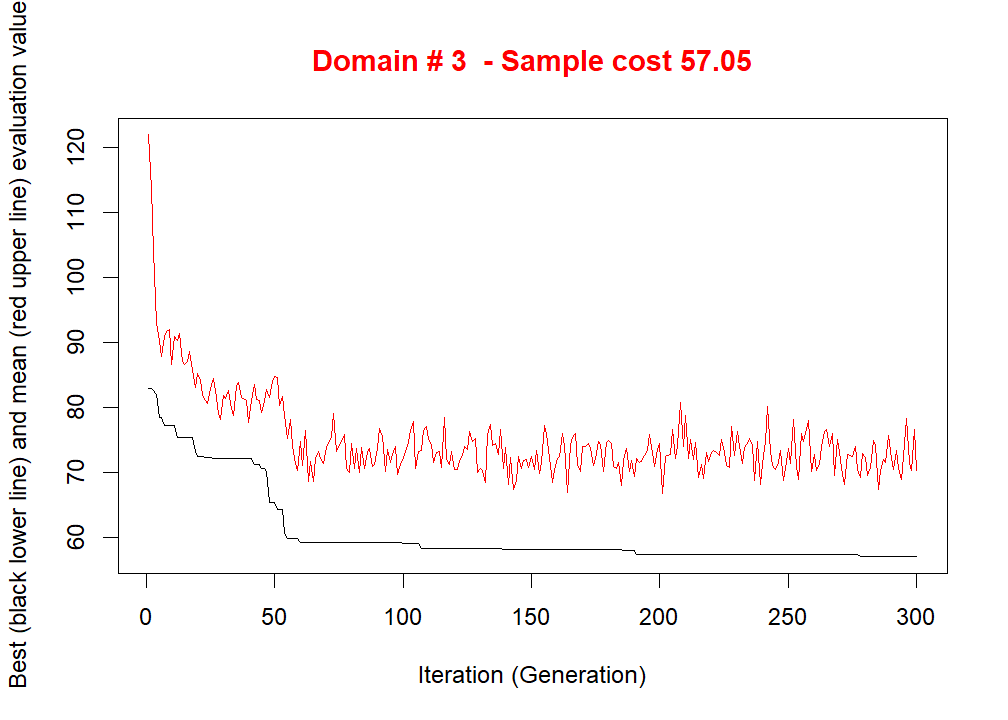 Domain # 3  - Sample cost 57.05
Best (black lower line) and mean (red upper line) evaluation value
120
110
100
90
80
70
60
0 50 100 150 200 250 300
Iteration (Generation)